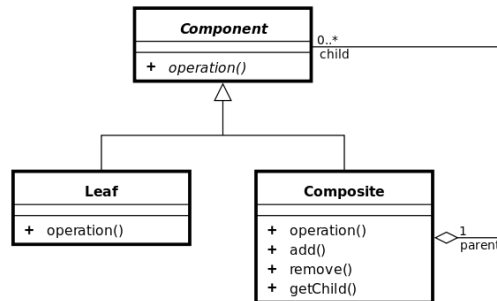 Component
+ operation()
0..*
child
Leaf
+ operation()
Composite
+ operation()
+ add()
+ remove()
+ getChild()
1
parent